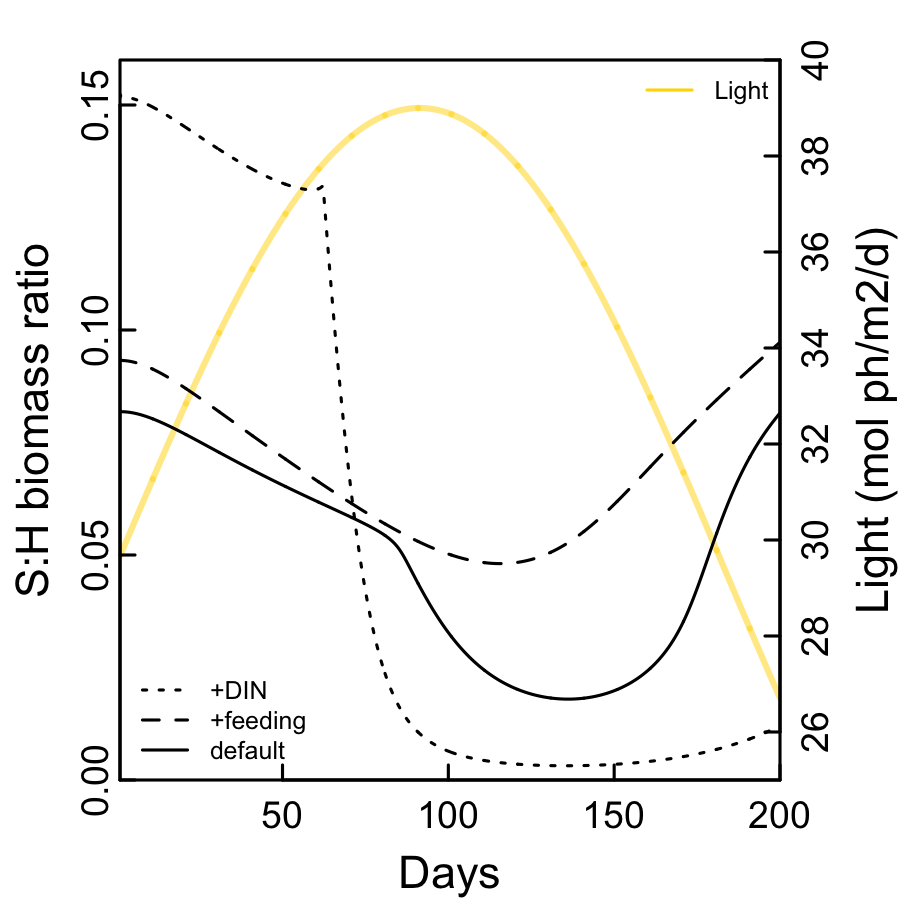 Light
0.15
0.10
0.05
0.00
S:H biomass ratio
40
38
36
34
32
30
28
26
Light (mol ph/m2/d)
+DIN
+feeding
default
50 100 150 200
Days